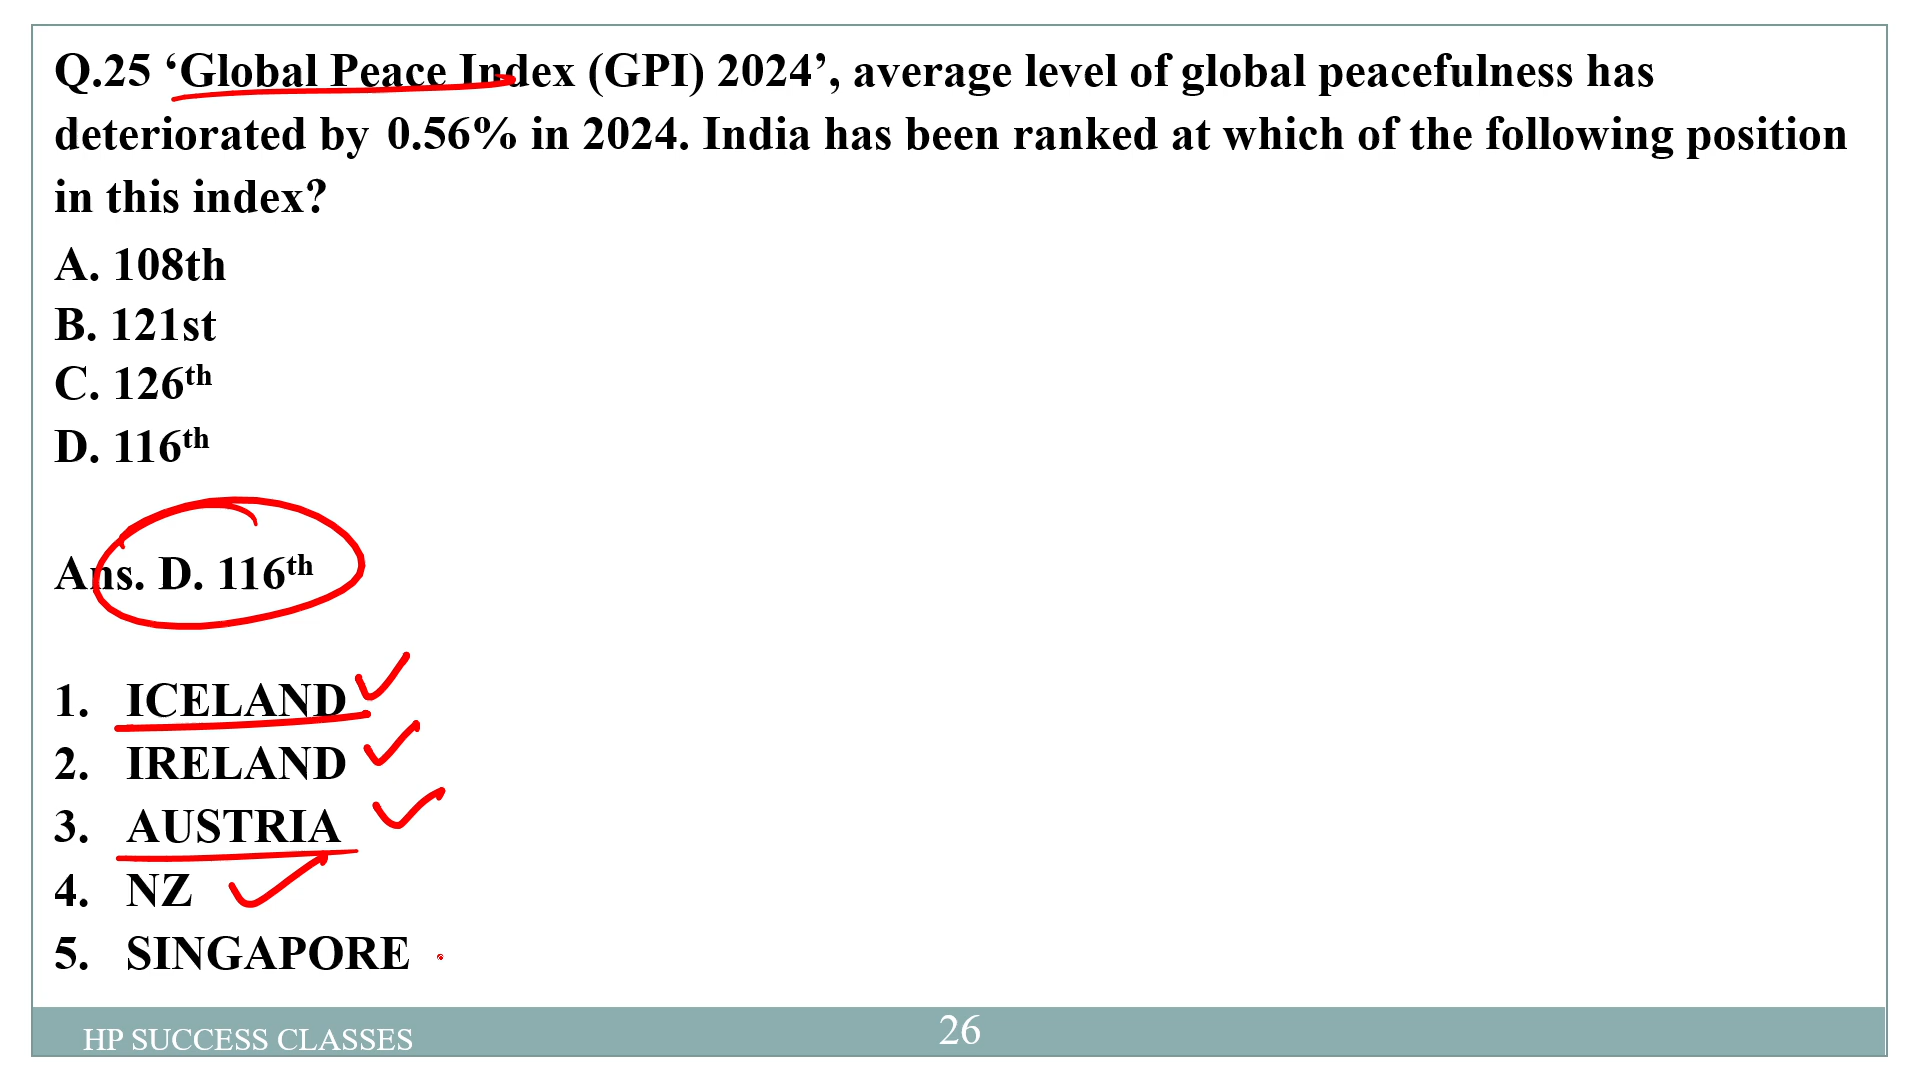 Q.25 ‘Global Peace Index (GPI) 2024’, average level of global peacefulness has
deteriorated by 0.56% in 2024. India has been ranked at which of the following position
in this index?
A. 108th
B. 121st
C. 126th
D. 116th
Ans. D. 116th
1. ICELAND
2. IRELAND
3. AUSTRIA
4. NZ
5. SINGAPORE
HP SUCCESS CLASSES
26